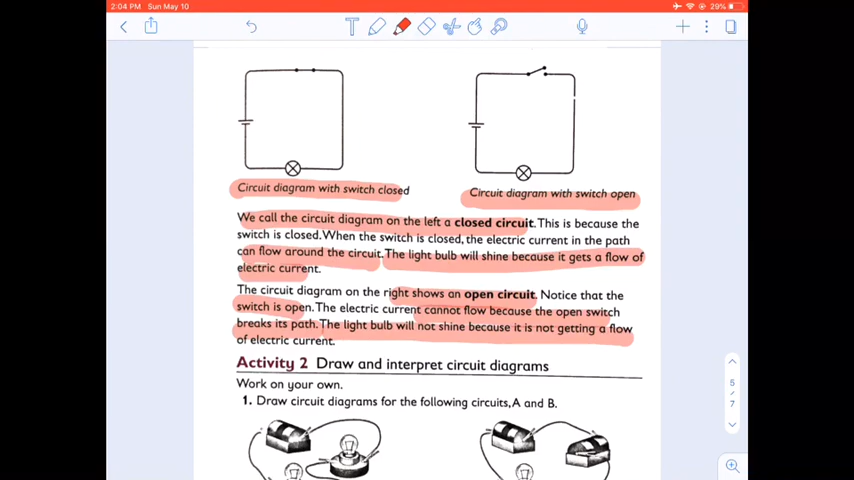 2:04 PM Sun May 10
29%
T
Circuit diagram with switch closed
Circuit diagram with switch open
We call the circuit diagram on the left a closed circuit. This is because the
switch is closed. When the switch is closed, the electric current in the path
can flow around the circuit. The light bulb will shine because it gets a flow of
electric current.
The circuit diagram on the right shows an open circuit. Notice that the
switch is open. The electric current cannot flow because the open switch
breaks its path. The light bulb will not shine because it is not getting a flow
of electric current.
Activity 2 Draw and interpret circuit diagrams
Work on your own.
1. Draw circuit diagrams for the following circuits, A and B.
5
/
7